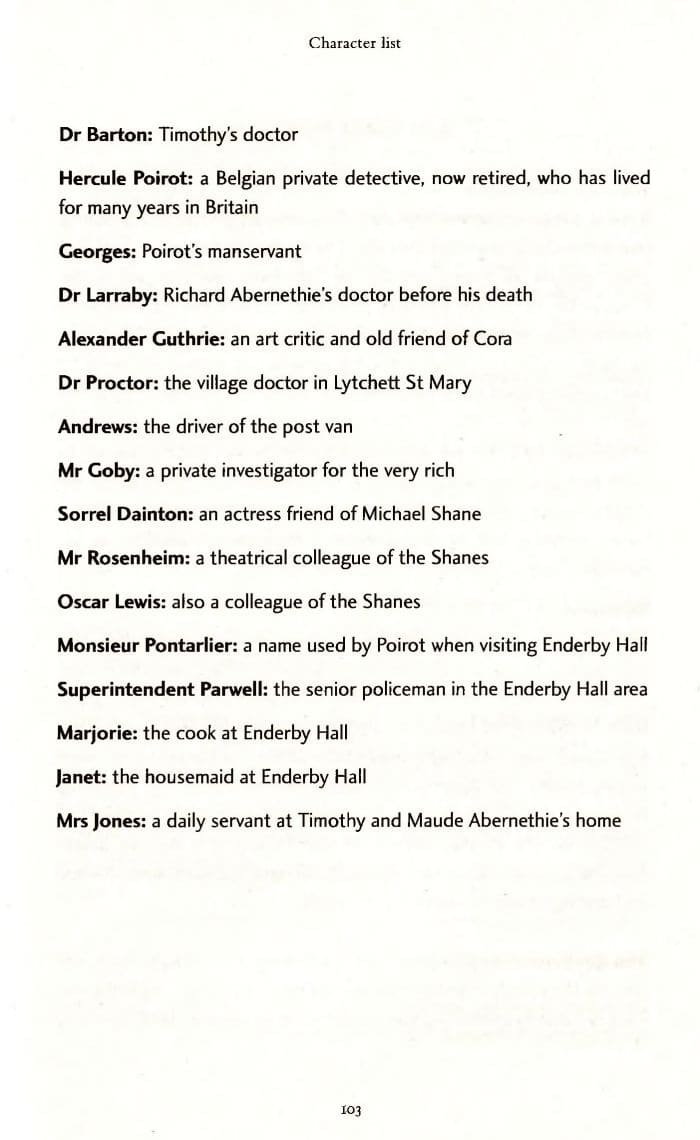 Character list
Dr Barton: Timothy's doctor
Hercule Poirot: a Belgian private detective, now retired, who has lived
for many years in Britain
Georges: Poirot's manservant
Dr Larraby: Richard Abernethie's doctor before his death
Alexander Guthrie: an art critic and old friend of Cora
Dr Proctor: the village doctor in Lytchett St Mary
Andrews: the driver of the post van
Mr Goby: a private investigator for the very rich
Sorrel Dainton: an actress friend of Michael Shane
Mr Rosenheim: a theatrical colleague of the Shanes
Oscar Lewis: also a colleague of the Shanes
Monsieur Pontarlier: a name used by Poirot when visiting Enderby Hall
Superintendent Parwell: the senior policeman in the Enderby Hall area
Marjorie: the cook at Enderby Hall
Janet: the housemaid at Enderby Hall
Mrs Jones: a daily servant at Timothy and Maude Abernethie's home
103